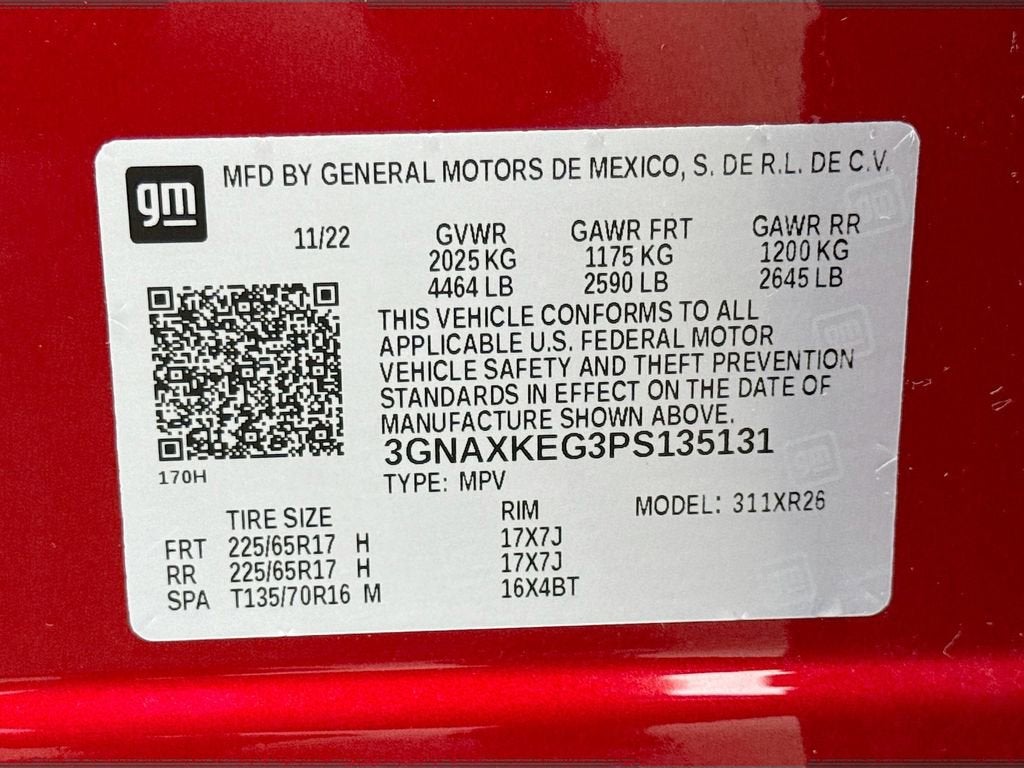 gm
MFD BY GENERAL MOTORS DE MEXICO, S. DE R.L. DE C.V.
11/22 GVWR GAWR FRT GAWR RR
2025 KG 1175 KG 1200 KG
4464 LB 2590 LB 2645 LB
THIS VEHICLE CONFORMS TO ALL
APPLICABLE U.S. FEDERAL MOTOR
VEHICLE SAFETY AND THEFT PREVENTION
STANDARDS IN EFFECT ON THE DATE OF
MANUFACTURE SHOWN ABOVE.
3GNAXKEG3PS135131
170H
TYPE: MPV MODEL: 311XR26
TIRE SIZE RIM
FRT 225/65R17 H 17X7J
RR 225/65R17 H 17X7J
SPA T135/70R16 M 16X4BT